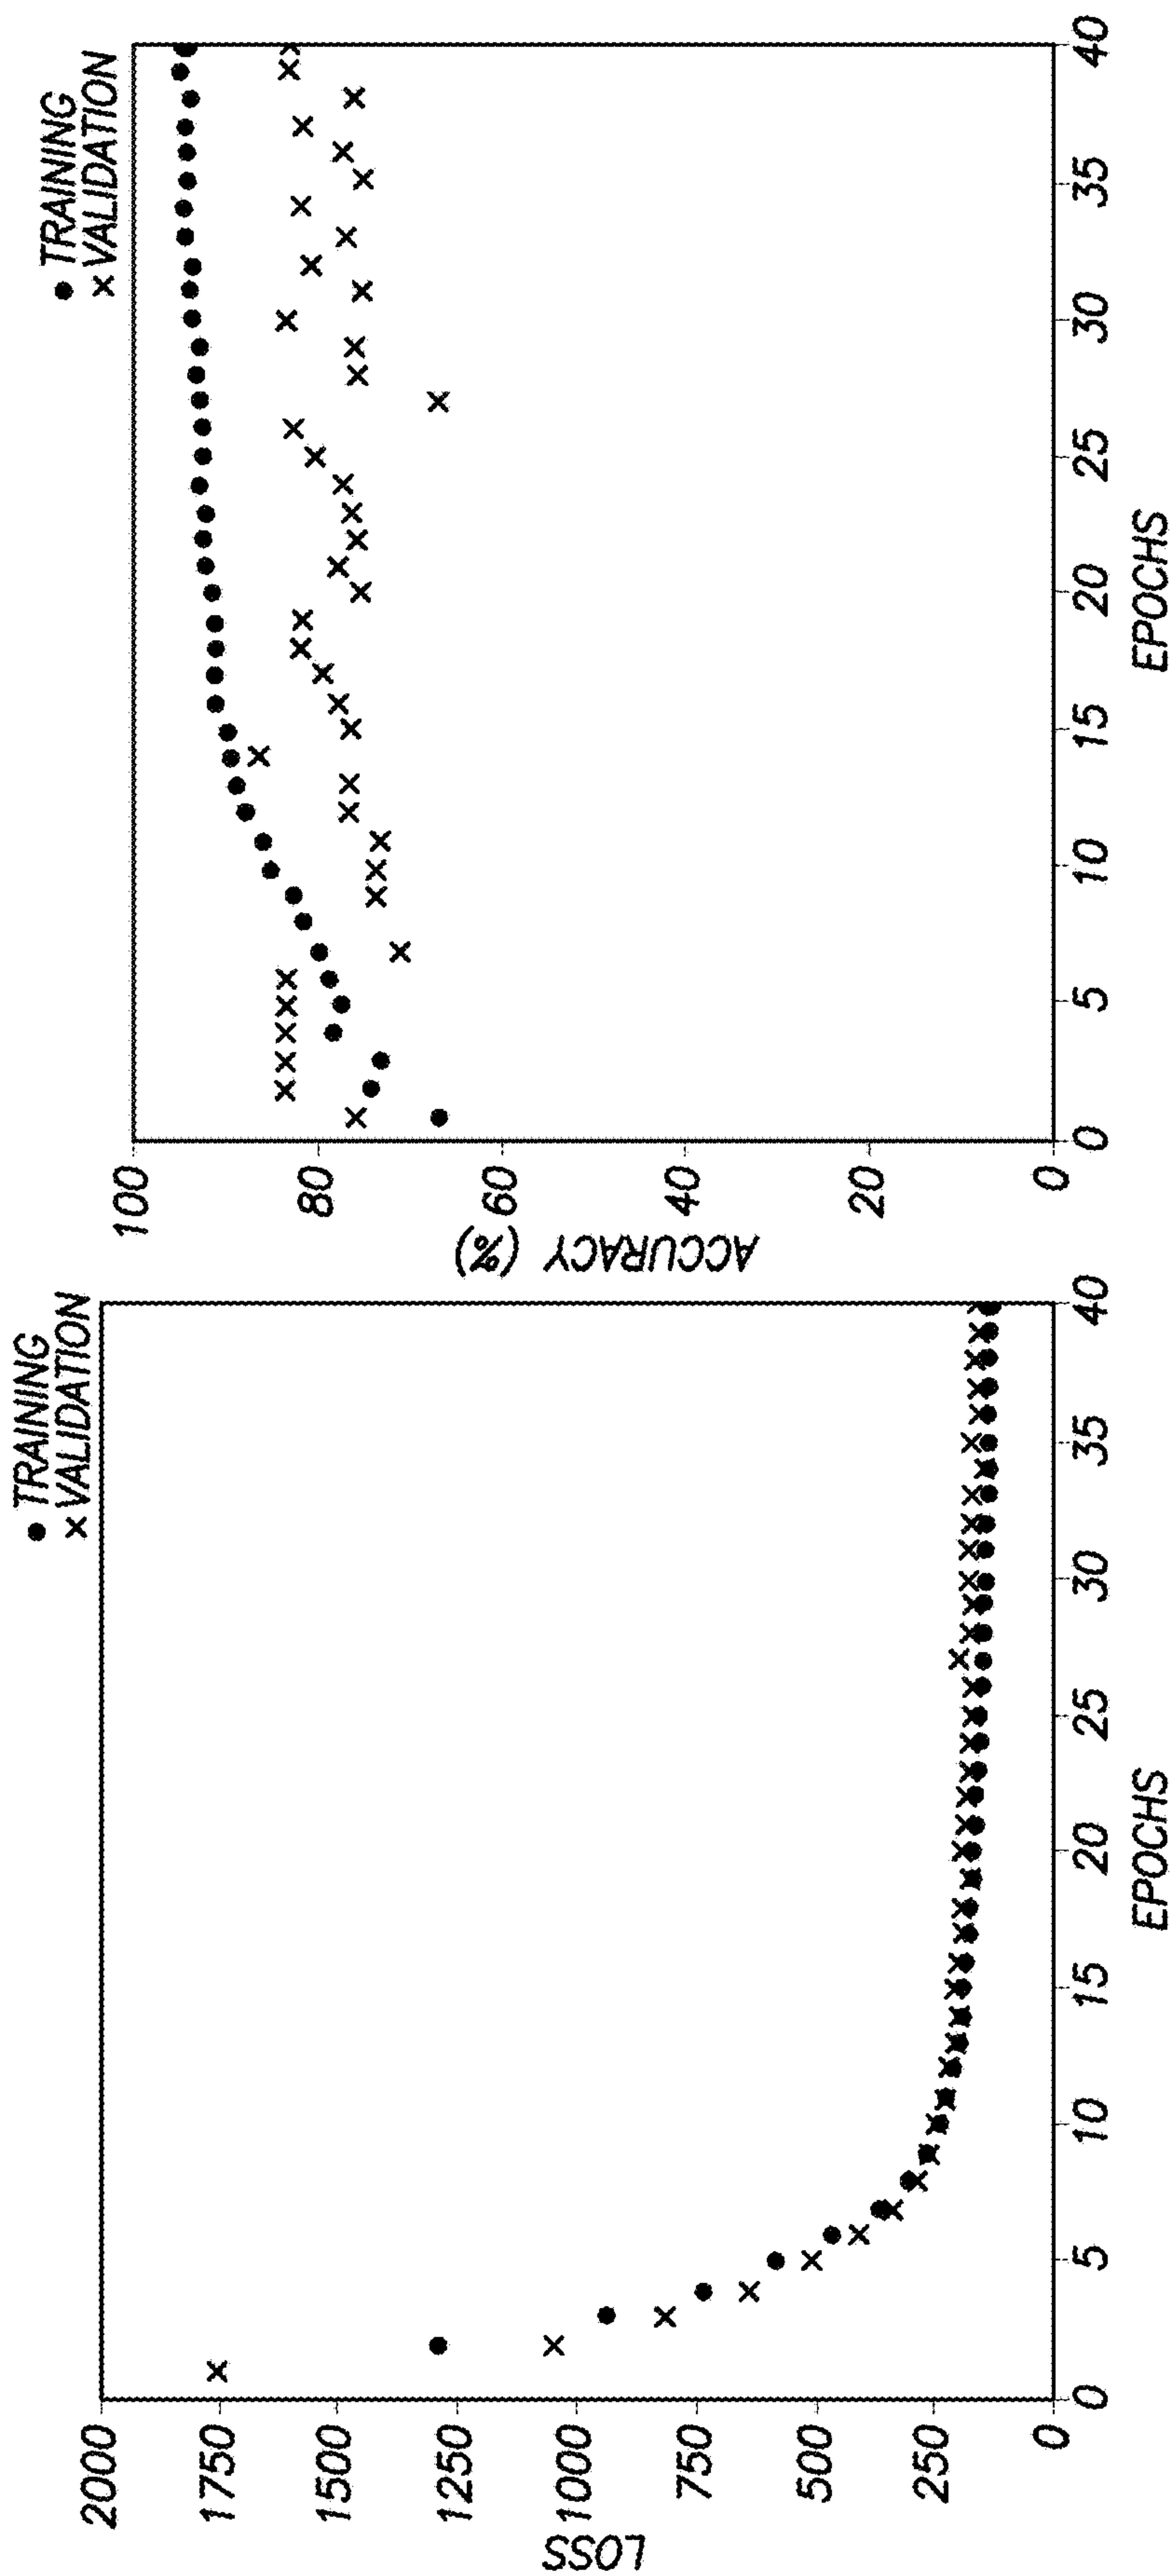 ● TRAINING
× VALIDATION
2000
1750
1500
1250
1000
750
500
250
0
LOSS
0 5 10 15 20 25 30 35 40
EPOCHS
● TRAINING
× VALIDATION
100
80
60
40
20
0
ACCURACY (%)
0 5 10 15 20 25 30 35 40
EPOCHS